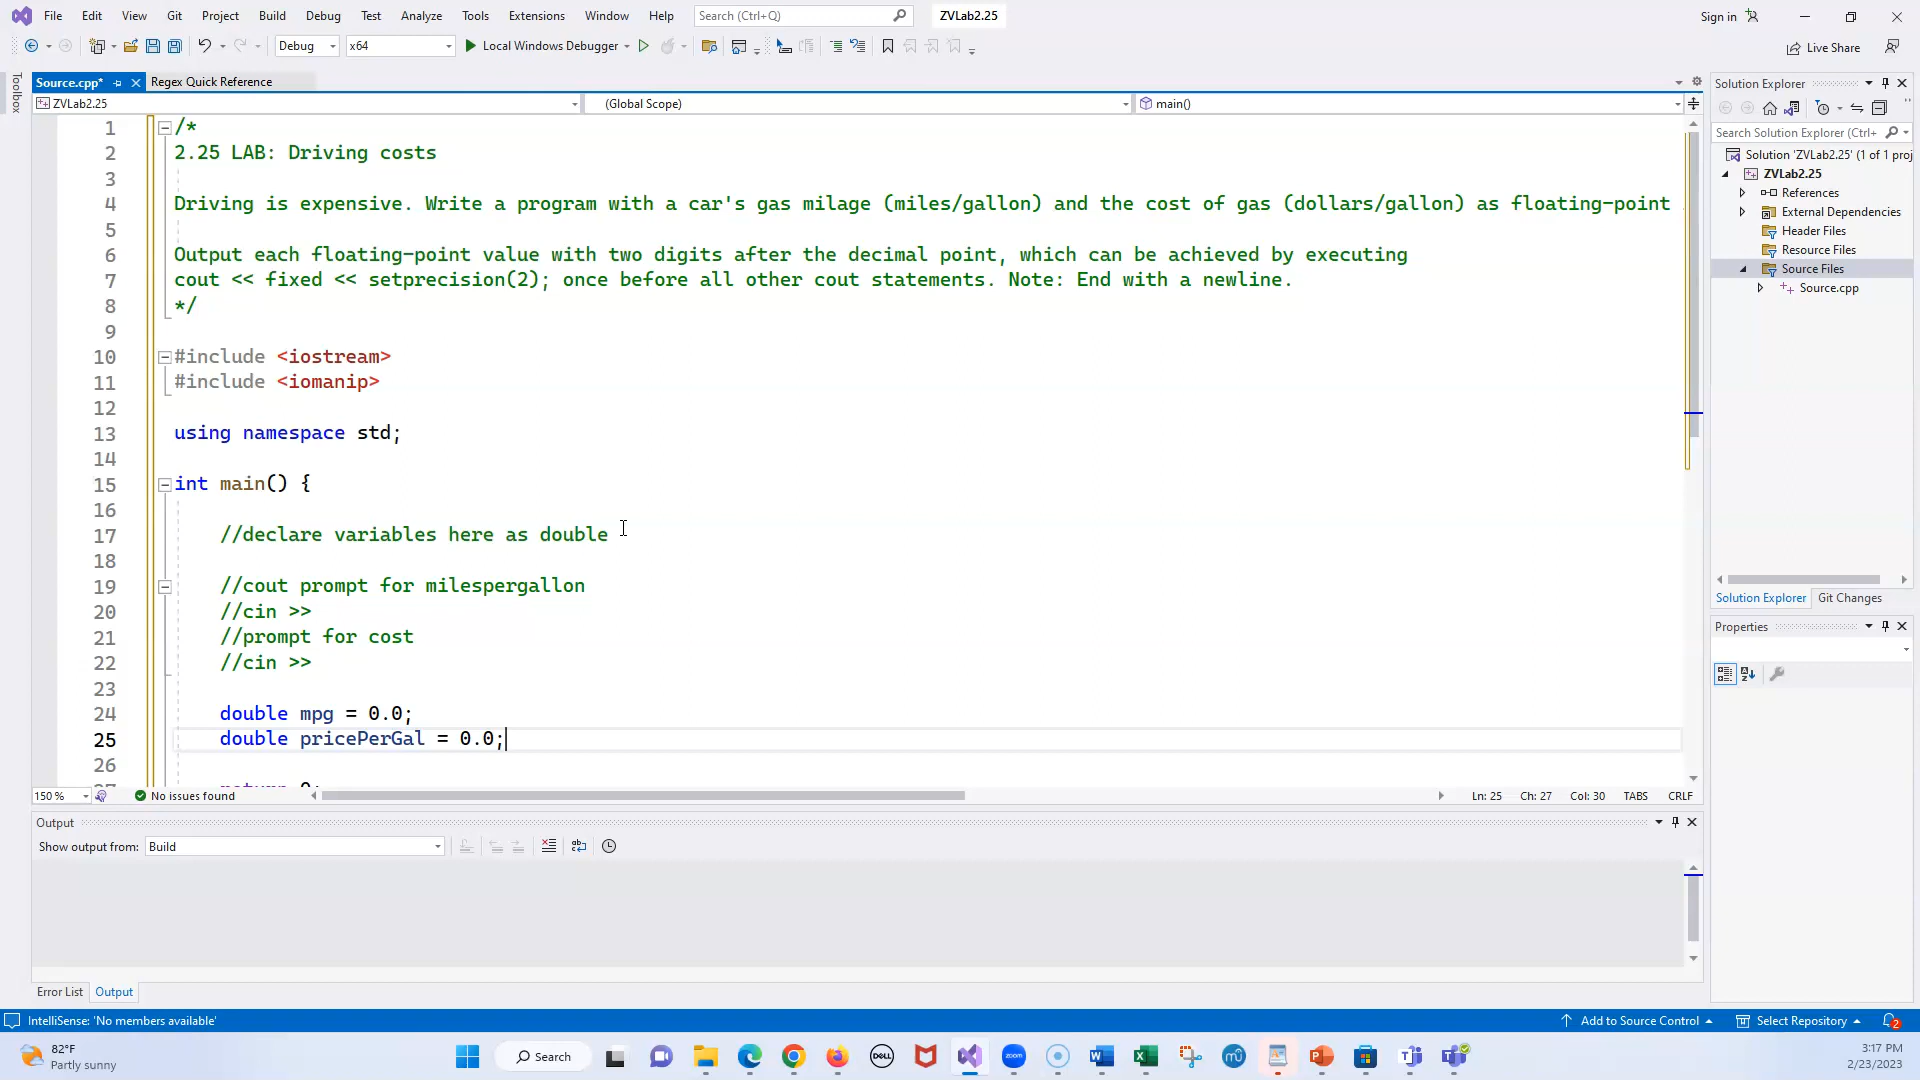 File Edit View Git Project Build Debug Test Analyze Tools Extensions Window Help Search (Ctrl+Q) ZVLab2.25 Sign in
Debug x64 Local Windows Debugger Live Share
Toolbox
Source.cpp* Regex Quick Reference
ZVLab2.25 (Global Scope) main()
1 /*
2 2.25 LAB: Driving costs
3
4 Driving is expensive. Write a program with a car's gas milage (miles/gallon) and the cost of gas (dollars/gallon) as floating-point
5
6 Output each floating-point value with two digits after the decimal point, which can be achieved by executing
7 cout << fixed << setprecision(2); once before all other cout statements. Note: End with a newline.
8 */
9
10 #include <iostream>
11 #include <iomanip>
12
13 using namespace std;
14
15 int main() {
16
17 //declare variables here as double
18
19 //cout prompt for milespergallon
20 //cin >>
21 //prompt for cost
22 //cin >>
23
24 double mpg = 0.0;
25 double pricePerGal = 0.0;
26
150 % No issues found Ln: 25 Ch: 27 Col: 30 TABS CRLF
Output
Show output from: Build
Error List Output
Solution Explorer
Search Solution Explorer (Ctrl+
Solution 'ZVLab2.25' (1 of 1 proj
ZVLab2.25
References
External Dependencies
Header Files
Resource Files
Source Files
Source.cpp
Solution Explorer Git Changes
Properties
IntelliSense: 'No members available' Add to Source Control Select Repository 2
82°F
Partly sunny
Search
DELL
zoom
3:17 PM
2/23/2023